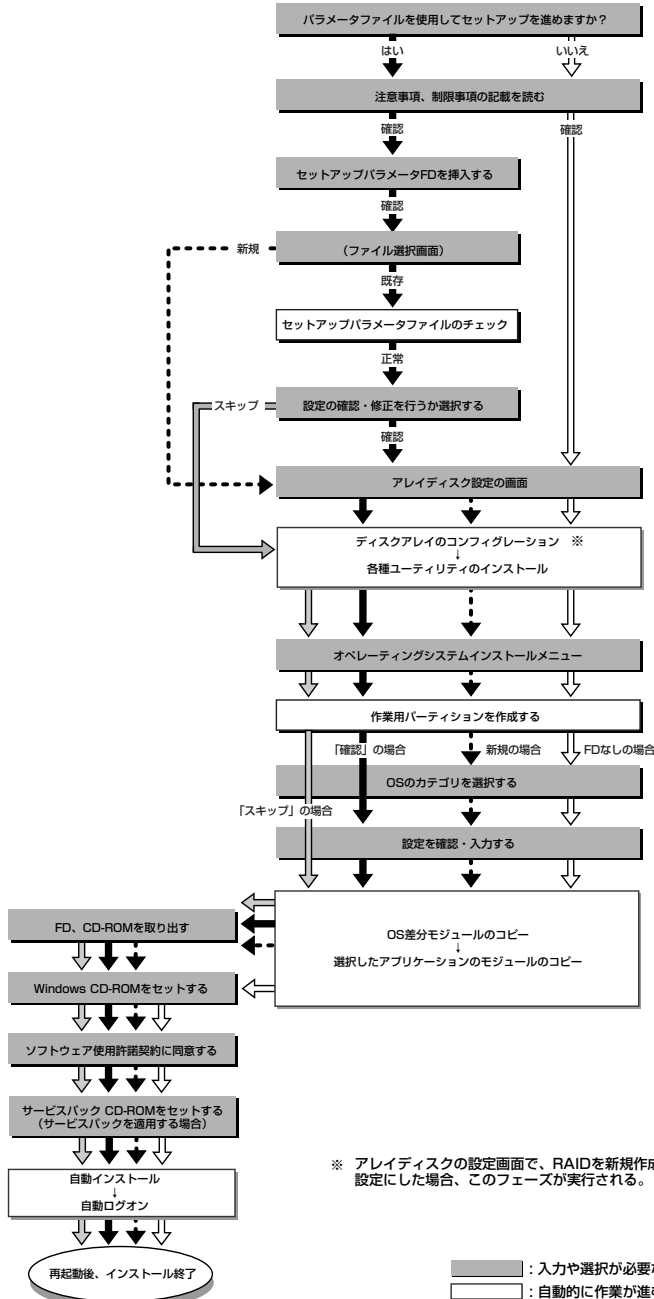 パラメータファイルを使用してセットアップを進めますか？
はい
いいえ
注意事項、制限事項の記載を読む
確認
確認
セットアップパラメータFDを挿入する
確認
新規
（ファイル選択画面）
既存
セットアップパラメータファイルのチェック
正常
スキップ
設定の確認・修正を行うか選択する
確認
アレイディスク設定の画面
ディスクアレイのコンフィグレーション ※
↓
各種ユーティリティのインストール
オペレーティングシステムインストールメニュー
作業用パーティションを作成する
「確認」の場合
新規の場合
FDなしの場合
OSのカテゴリを選択する
「スキップ」の場合
設定を確認・入力する
FD、CD-ROMを取り出す
OS差分モジュールのコピー
↓
選択したアプリケーションのモジュールのコピー
Windows CD-ROMをセットする
ソフトウェア使用許諾契約に同意する
サービスパック CD-ROMをセットする
（サービスパックを適用する場合）
※ アレイディスクの設定画面で、RAIDを新規作成
設定にした場合、このフェーズが実行される。
自動インストール
↓
自動ログオン
再起動後、インストール終了
：入力や選択が必要
：自動的に作業が進